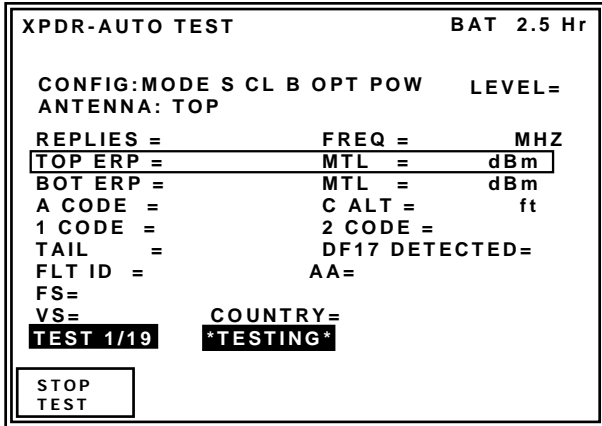 XPDR-AUTO TEST BAT 2.5 Hr
CONFIG:MODE S CL B OPT POW LEVEL=
ANTENNA: TOP
REPLIES = FREQ = MHZ
TOP ERP = MTL = dBm
BOT ERP = MTL = dBm
A CODE = C ALT = ft
1 CODE = 2 CODE =
TAIL = DF17 DETECTED=
FLT ID = AA=
FS=
VS= COUNTRY=
TEST 1/19 *TESTING*
STOP
TEST